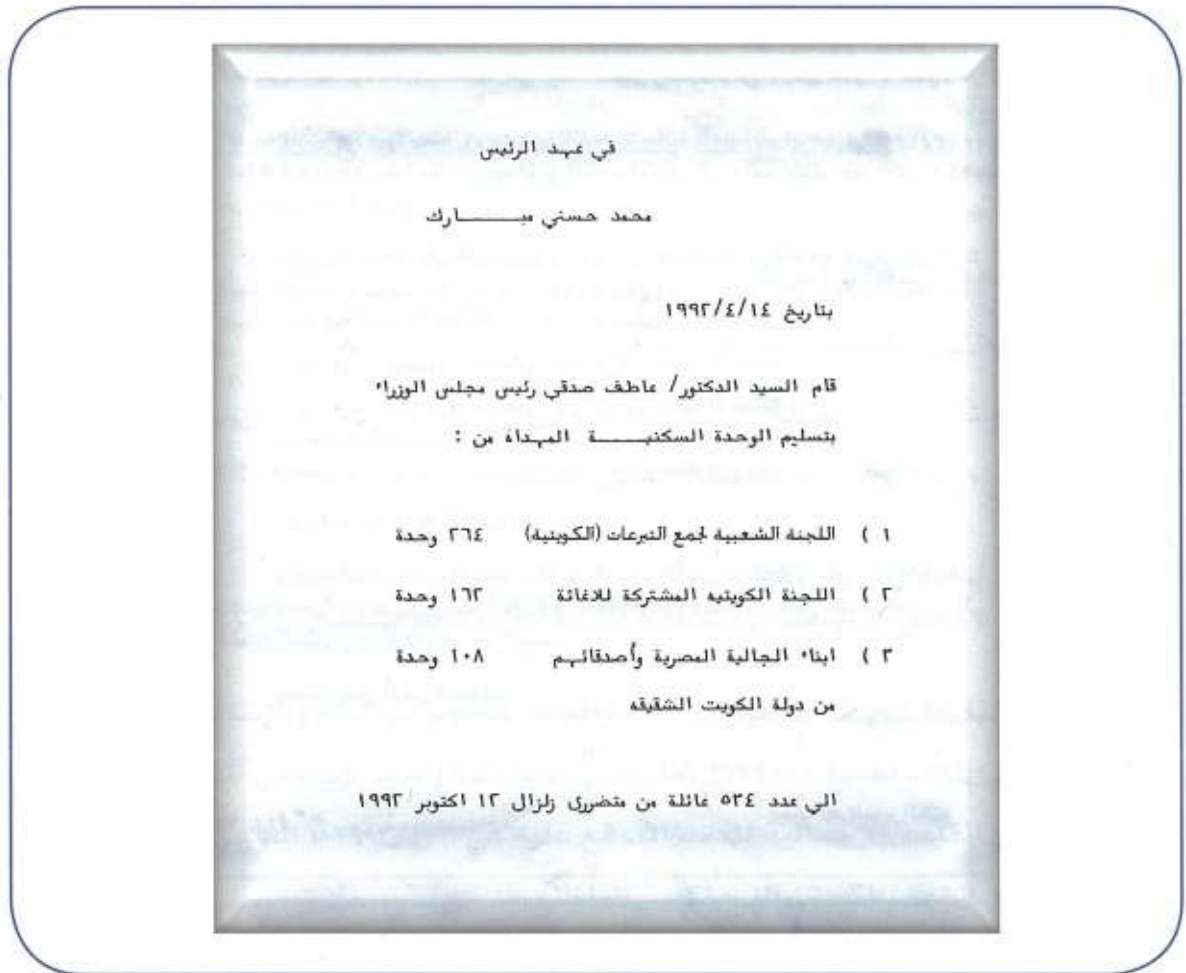 في عهد الرئيس
محمد حسني مبـــــارك
بتاريخ ١٩٩٢/٤/١٤
قام السيد الدكتور/ عاطف صدقي رئيس مجلس الوزراء
بتسليم الوحدة السكنيـــــة المهداه من :
١ ) اللجنة الشعبية لجمع التبرعات (الكويتية) ٢٦٤ وحدة
٢ ) اللجنة الكويتيه المشتركة للاغاثة ١٦٢ وحدة
٣ ) ابناء الجالية المصرية وأصدقائهم ١٠٨ وحدة
من دولة الكويت الشقيقه
الي عدد ٥٣٤ عائلة من متضررى زلزال ١٢ اكتوبر ١٩٩٢